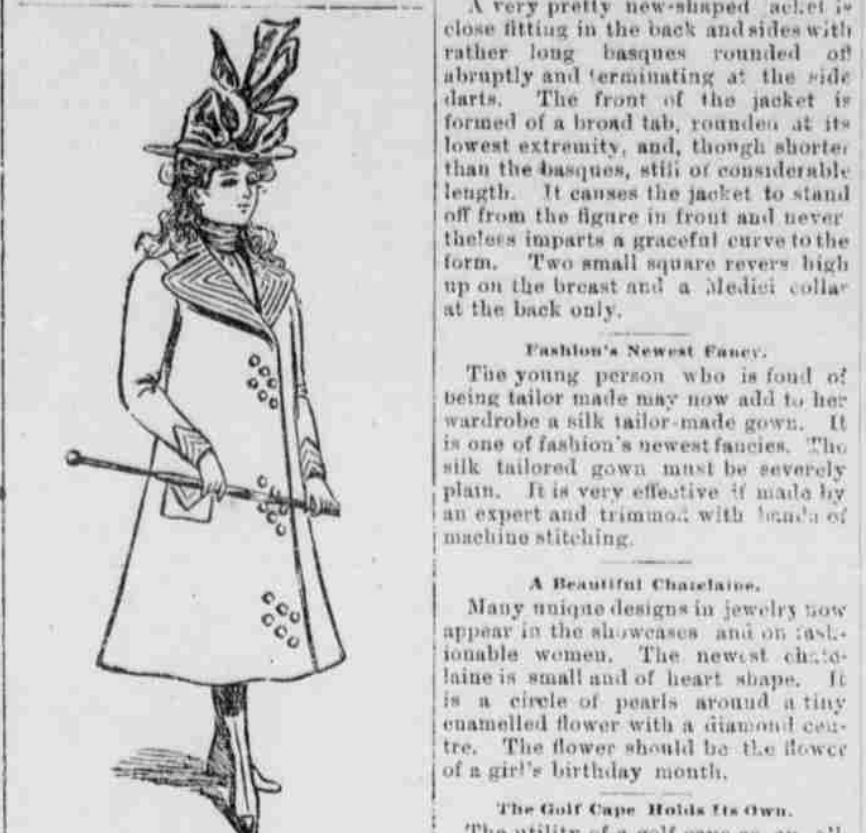 A very pretty new-shaped jacket is
close fitting in the back and sides with
rather long basques rounded off
abruptly and terminating at the side
darts. The front of the jacket is
formed of a broad tab, rounded at its
lowest extremity, and, though shorter
than the basques, still of considerable
length. It causes the jacket to stand
off from the figure in front and never
theless imparts a graceful curve to the
form. Two small square revers high
up on the breast and a Medici collar
at the back only.
Fashion's Newest Fancy.
The young person who is fond of
being tailor made may now add to her
wardrobe a silk tailor-made gown. It
is one of fashion's newest fancies. The
silk tailored gown must be severely
plain. It is very effective if made by
an expert and trimmed with bands of
machine stitching.
A Beautiful Chatelaine.
Many unique designs in jewelry now
appear in the showcases and on fash-
ionable women. The newest chate-
laine is small and of heart shape. It
is a circle of pearls around a tiny
enamelled flower with a diamond cen-
tre. The flower should be the flower
of a girl's birthday month.
The Golf Cape Holds Its Own.
The utility of a golf cape